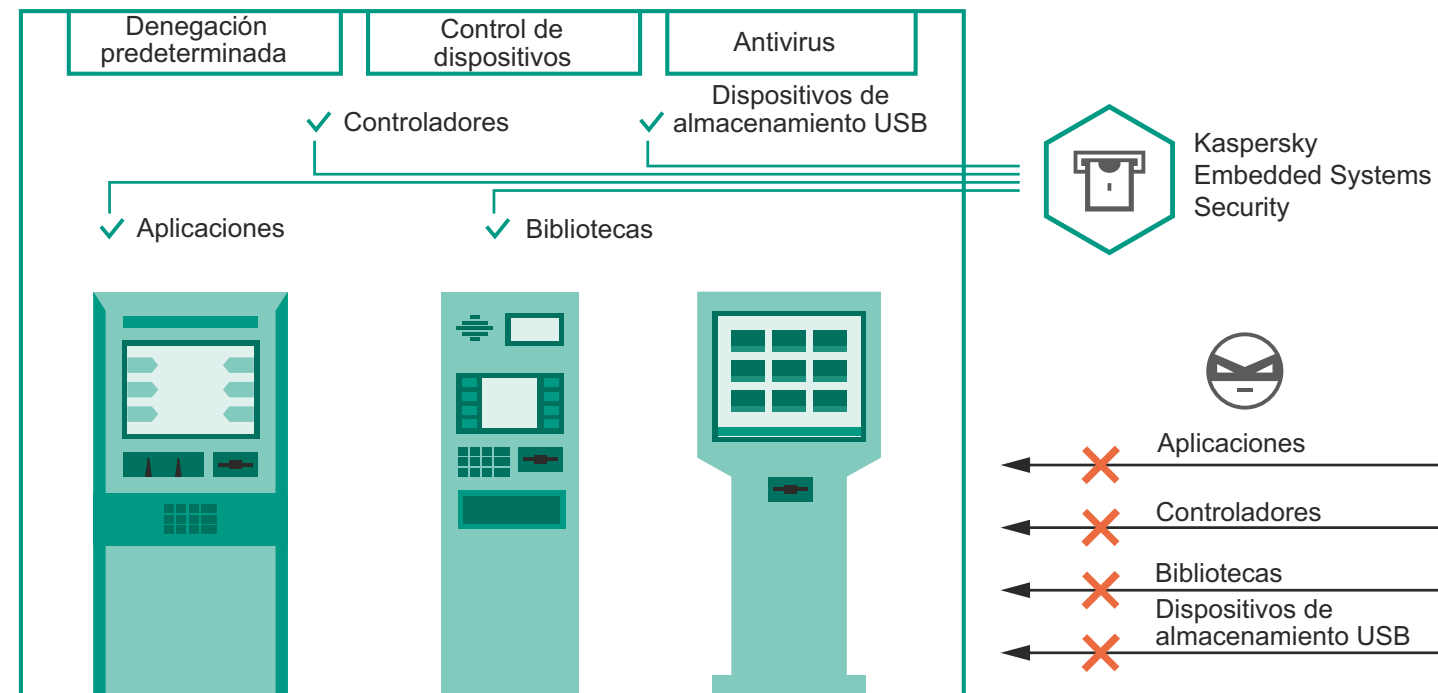 Denegación
predeterminada
Control de
dispositivos
Antivirus
Controladores
Dispositivos de
almacenamiento USB
Aplicaciones
Bibliotecas
Kaspersky
Embedded Systems
Security
Aplicaciones
Controladores
Bibliotecas
Dispositivos de
almacenamiento USB